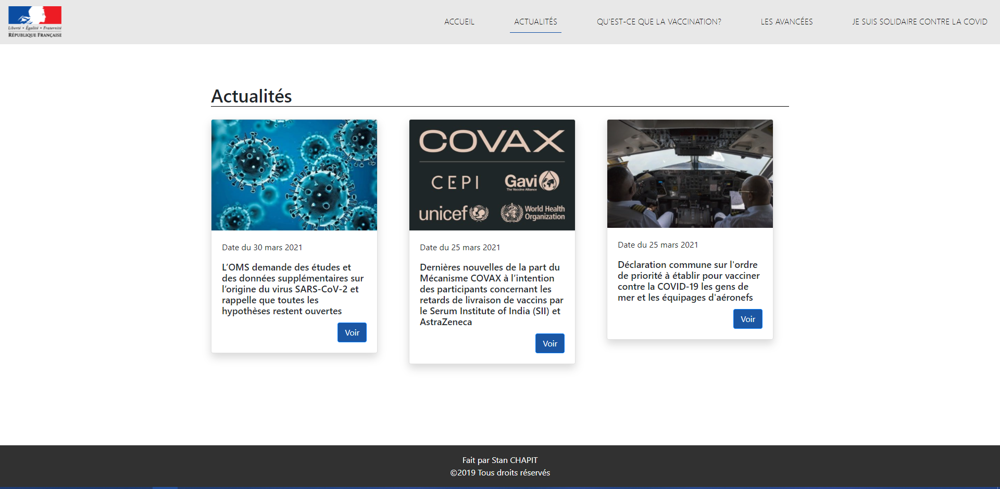 Liberté • Égalité • Fraternité
RÉPUBLIQUE FRANÇAISE
ACCUEIL
ACTUALITÉS
QU'EST-CE QUE LA VACCINATION?
LES AVANCÉES
JE SUIS SOLIDAIRE CONTRE LA COVID
Actualités
COVAX
CEPI
Gavi
The Vaccine Alliance
unicef
World Health
Organization
Date du 30 mars 2021
L’OMS demande des études et
des données supplémentaires sur
l’origine du virus SARS-CoV-2 et
rappelle que toutes les
hypothèses restent ouvertes
Voir
Date du 25 mars 2021
Dernières nouvelles de la part du
Mécanisme COVAX à l’intention
des participants concernant les
retards de livraison de vaccins par
le Serum Institute of India (SII) et
AstraZeneca
Voir
Date du 25 mars 2021
Déclaration commune sur l'ordre
de priorité à établir pour vacciner
contre la COVID-19 les gens de
mer et les équipages d'aéronefs
Voir
Fait par Stan CHAPIT
©2019 Tous droits réservés